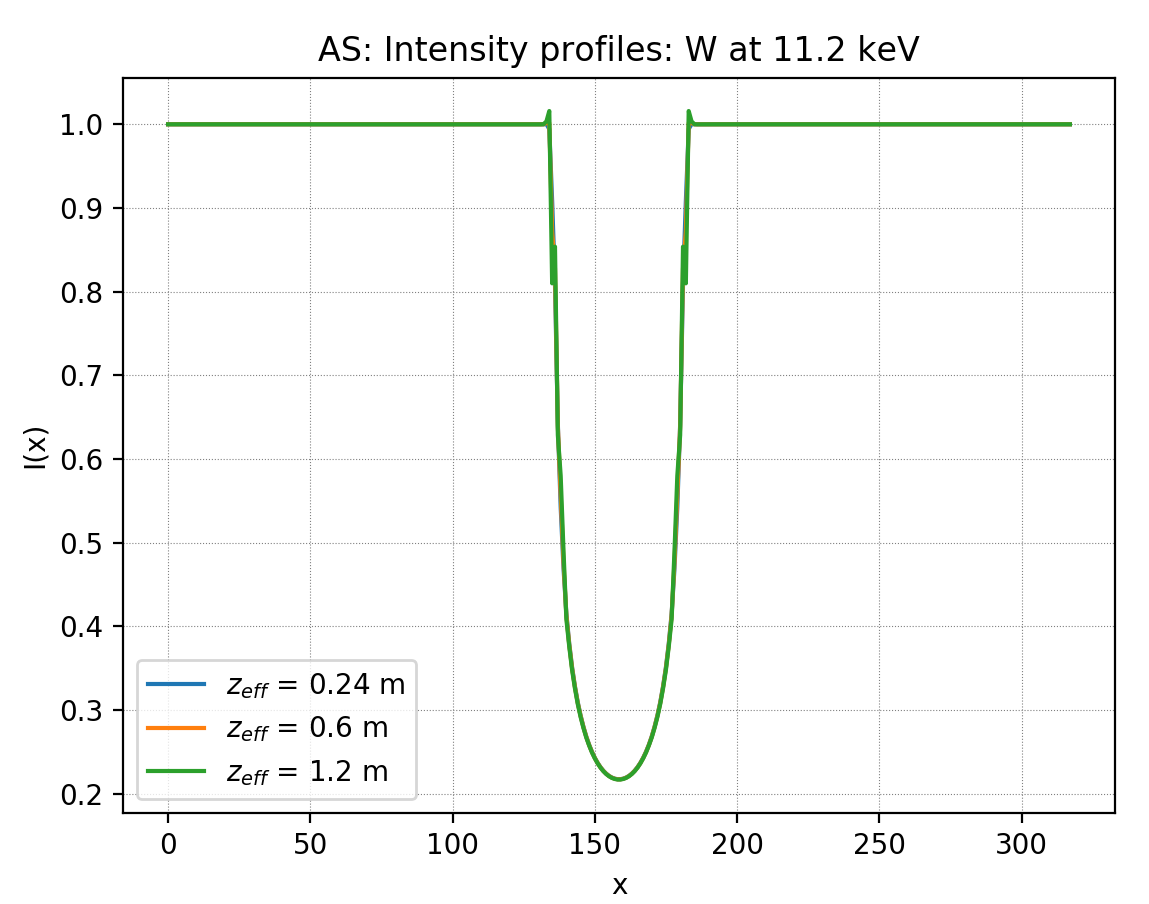 AS: Intensity profiles: W at 11.2 keV
1.0
0.9
0.8
0.7
0.6
0.5
0.4
0.3
0.2
I(x)
z_eff = 0.24 m
z_eff = 0.6 m
z_eff = 1.2 m
0 50 100 150 200 250 300
x